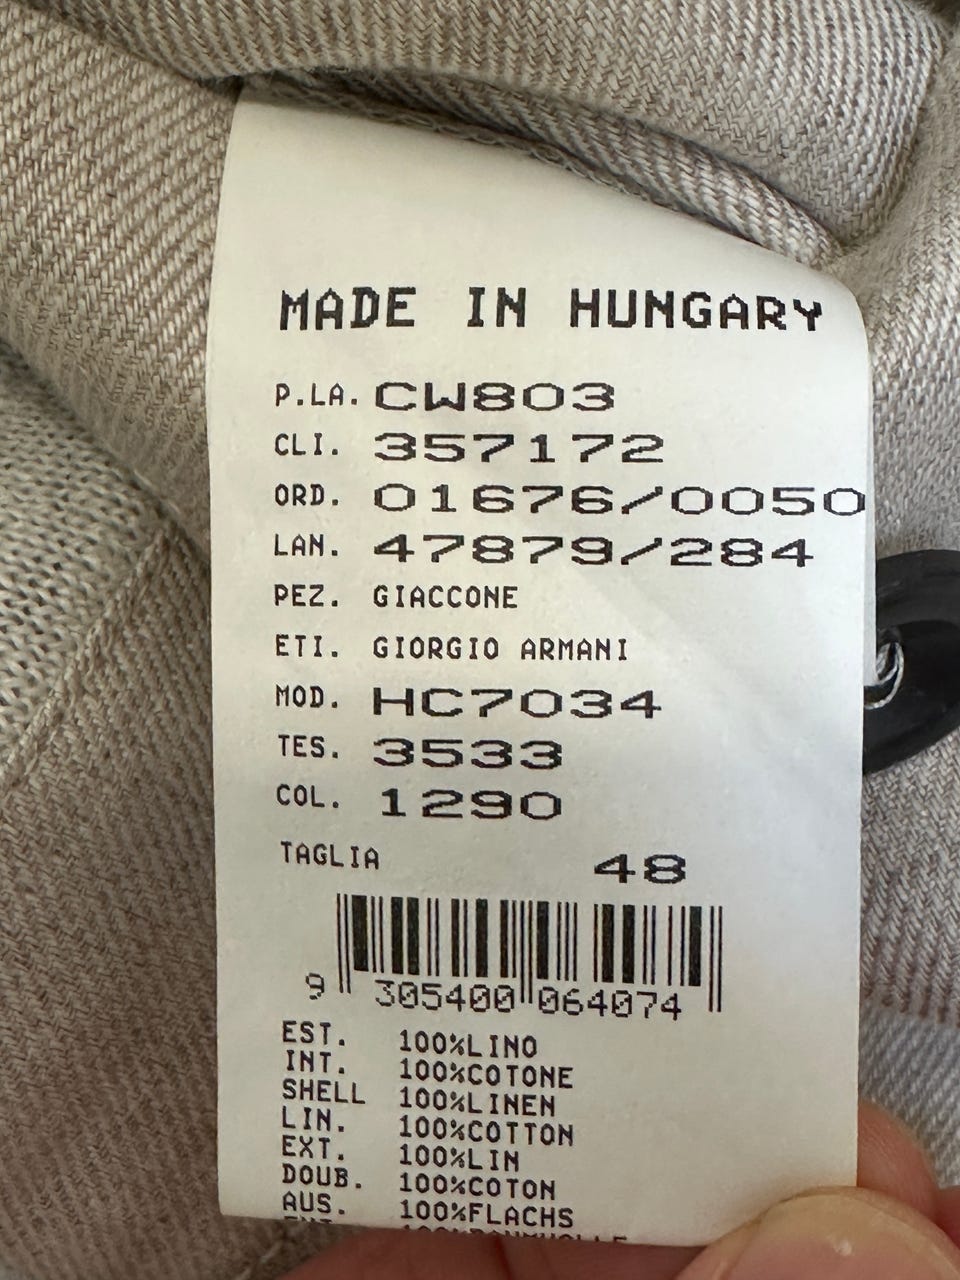 MADE IN HUNGARY
P.LA. CW803
CLI. 357172
ORD. 01676/0050
LAN. 47879/284
PEZ. GIACCONE
ETI. GIORGIO ARMANI
MOD. HC7034
TES. 3533
COL. 1290
TAGLIA 48
9 305400 064074
EST. 100%LINO
INT. 100%COTONE
SHELL 100%LINEN
LIN. 100%COTTON
EXT. 100%LIN
DOUB. 100%COTON
AUS. 100%FLACHS